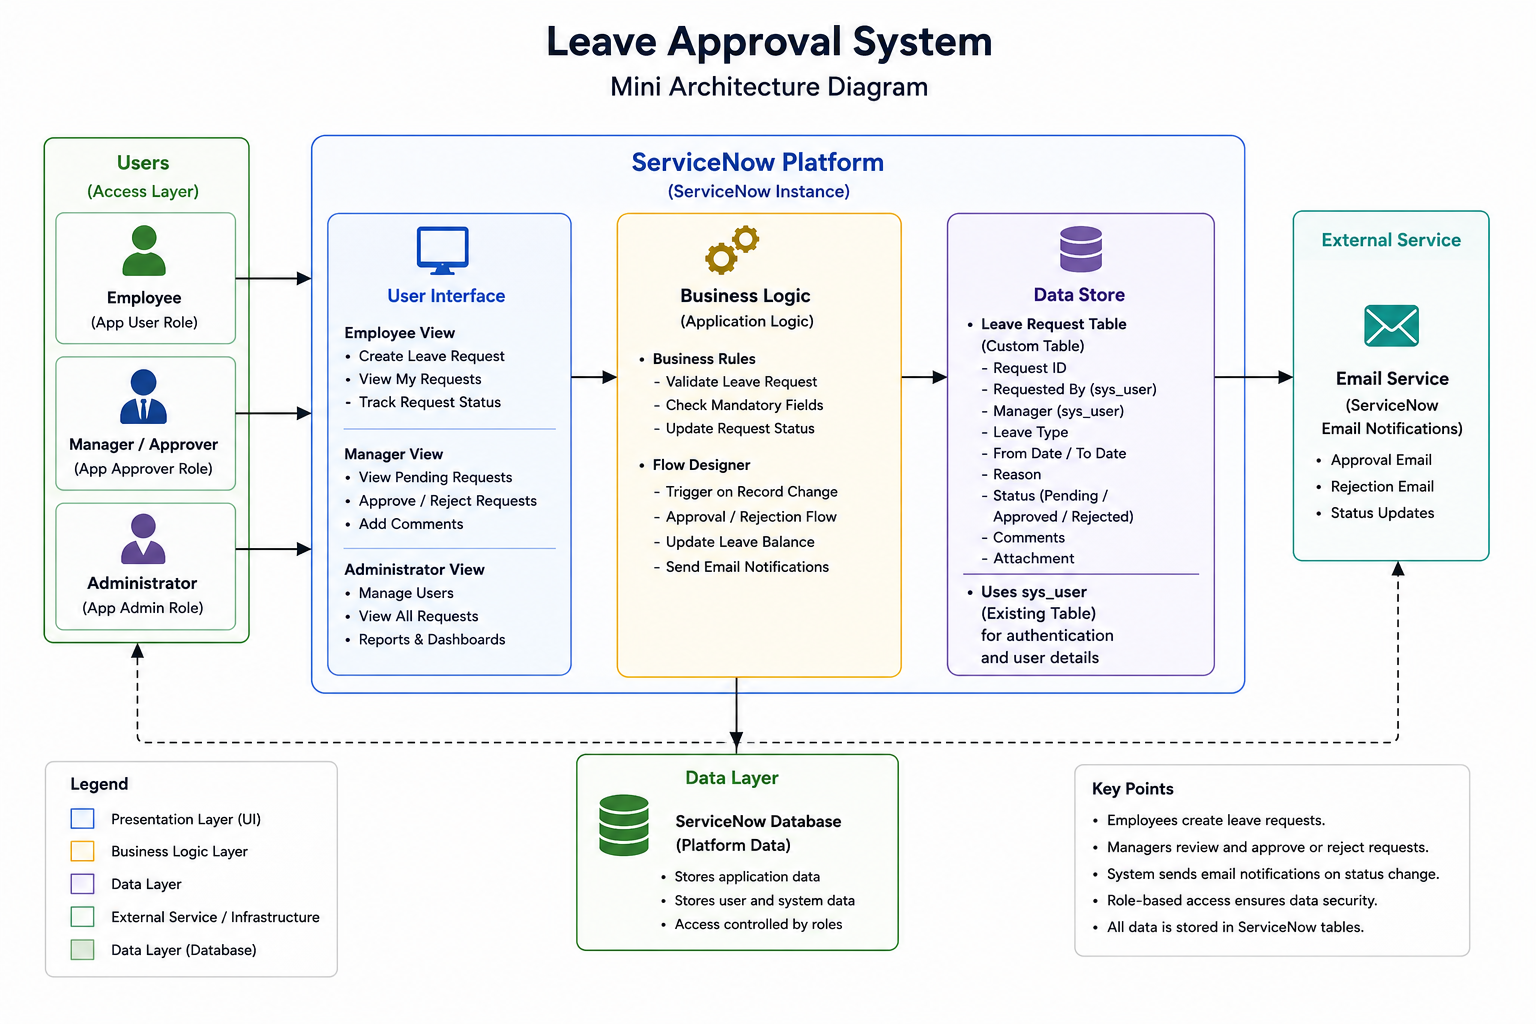 Leave Approval System
Mini Architecture Diagram
Users
(Access Layer)
Employee
(App User Role)
Manager / Approver
(App Approver Role)
Administrator
(App Admin Role)
ServiceNow Platform
(ServiceNow Instance)
User Interface
Employee View
• Create Leave Request
• View My Requests
• Track Request Status
Manager View
• View Pending Requests
• Approve / Reject Requests
• Add Comments
Administrator View
• Manage Users
• View All Requests
• Reports & Dashboards
Business Logic
(Application Logic)
• Business Rules
– Validate Leave Request
– Check Mandatory Fields
– Update Request Status
• Flow Designer
– Trigger on Record Change
– Approval / Rejection Flow
– Update Leave Balance
– Send Email Notifications
Data Store
• Leave Request Table
(Custom Table)
– Request ID
– Requested By (sys_user)
– Manager (sys_user)
– Leave Type
– From Date / To Date
– Reason
– Status (Pending /
Approved / Rejected)
– Comments
– Attachment
• Uses sys_user
(Existing Table)
for authentication
and user details
External Service
Email Service
(ServiceNow
Email Notifications)
• Approval Email
• Rejection Email
• Status Updates
Legend
Presentation Layer (UI)
Business Logic Layer
Data Layer
External Service / Infrastructure
Data Layer (Database)
Data Layer
ServiceNow Database
(Platform Data)
• Stores application data
• Stores user and system data
• Access controlled by roles
Key Points
• Employees create leave requests.
• Managers review and approve or reject requests.
• System sends email notifications on status change.
• Role-based access ensures data security.
• All data is stored in ServiceNow tables.